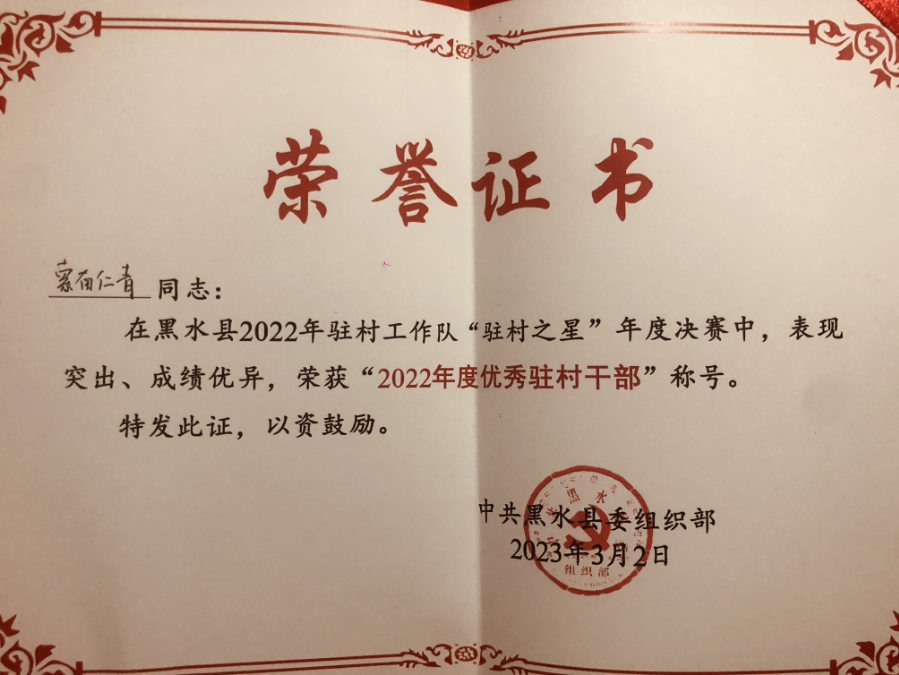 荣誉证书
索百仁青 同志：
在黑水县2022年驻村工作队“驻村之星”年度决赛中，表现
突出、成绩优异，荣获“2022年度优秀驻村干部”称号。
特发此证，以资鼓励。
中共黑水县委组织部
2023年3月2日
组织部